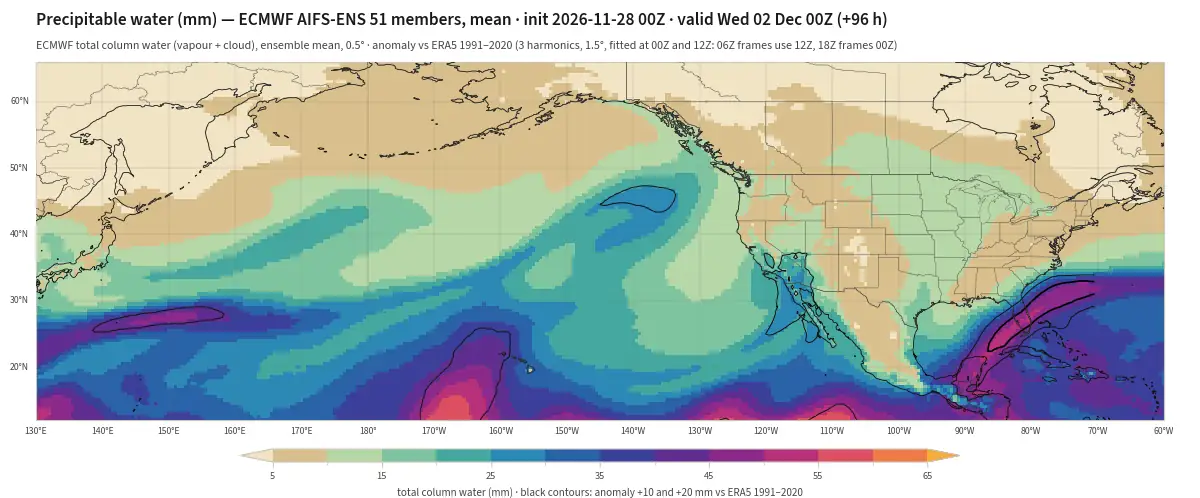 Precipitable water (mm) — ECMWF AIFS-ENS 51 members, mean · init 2026-11-28 00Z · valid Wed 02 Dec 00Z (+96 h)
ECMWF total column water (vapour + cloud), ensemble mean, 0.5° · anomaly vs ERA5 1991–2020 (3 harmonics, 1.5°, fitted at 00Z and 12Z: 06Z frames use 12Z, 18Z frames 00Z)
60°N
50°N
40°N
30°N
20°N
130°E 140°E 150°E 160°E 170°E 180° 170°W 160°W 150°W 140°W 130°W 120°W 110°W 100°W 90°W 80°W 70°W 60°W
5 15 25 35 45 55 65
total column water (mm) · black contours: anomaly +10 and +20 mm vs ERA5 1991–2020